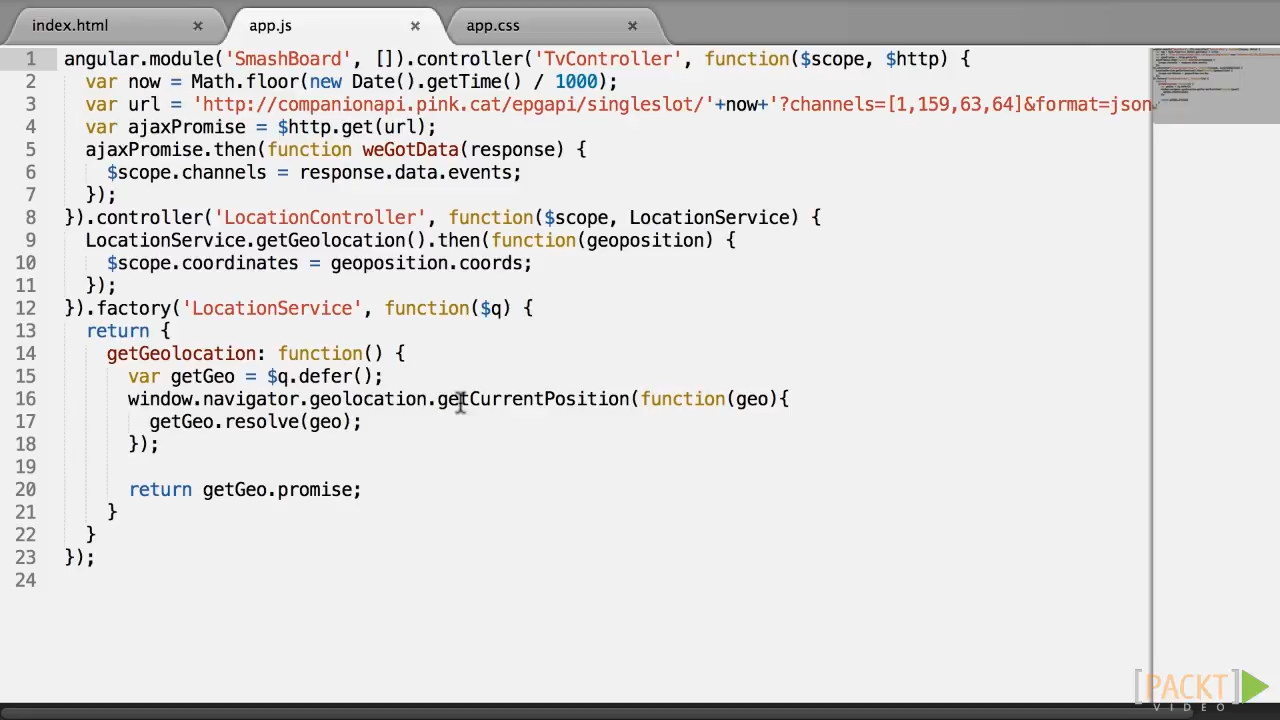 index.html × app.js × app.css ×
1 angular.module('SmashBoard', []).controller('TvController', function($scope, $http) {
2   var now = Math.floor(new Date().getTime() / 1000);
3   var url = 'http://companionapi.pink.cat/epgapi/singleslot/'+now+'?channels=[1,159,63,64]&format=json
4   var ajaxPromise = $http.get(url);
5   ajaxPromise.then(function weGotData(response) {
6     $scope.channels = response.data.events;
7   });
8 }).controller('LocationController', function($scope, LocationService) {
9   LocationService.getGeolocation().then(function(geoposition) {
10     $scope.coordinates = geoposition.coords;
11   });
12 }).factory('LocationService', function($q) {
13   return {
14     getGeolocation: function() {
15       var getGeo = $q.defer();
16       window.navigator.geolocation.getCurrentPosition(function(geo){
17         getGeo.resolve(geo);
18       });
19
20       return getGeo.promise;
21     }
22   }
23 });
24
[PACKT]
VIDEO